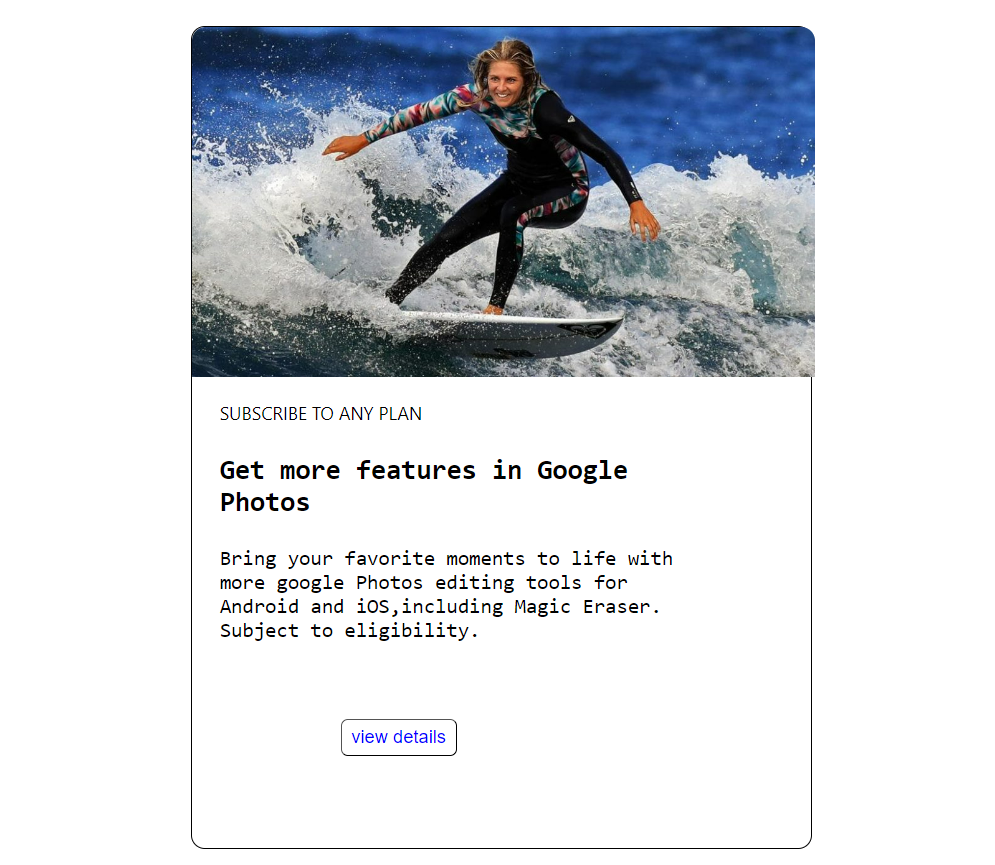 SUBSCRIBE TO ANY PLAN
Get more features in Google
Photos
Bring your favorite moments to life with
more google Photos editing tools for
Android and iOS,including Magic Eraser.
Subject to eligibility.
view details